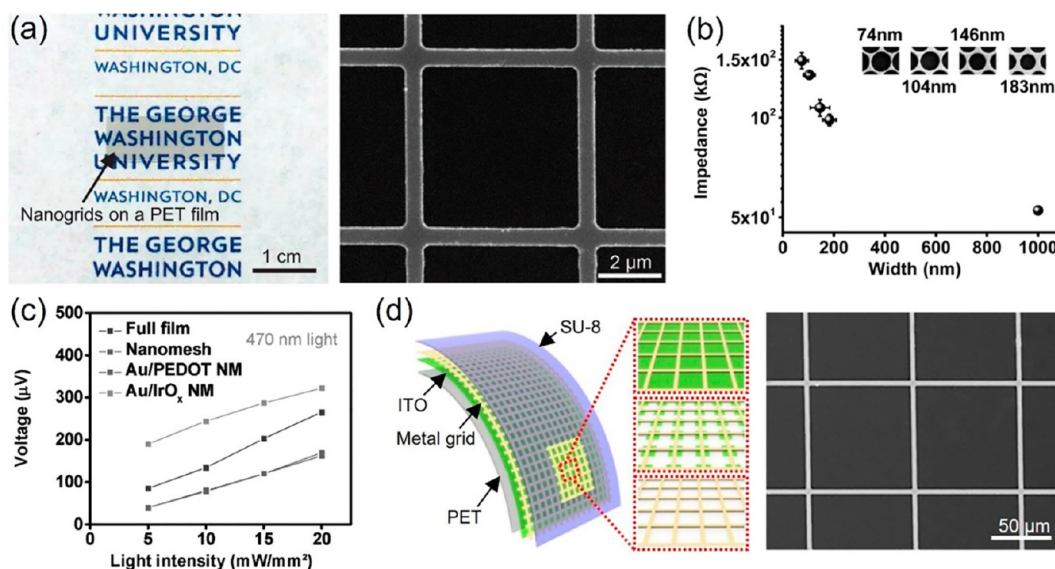 (a)
WASHINGTON
UNIVERSITY
WASHINGTON, DC
THE GEORGE
WASHINGTON
UNIVERSITY
WASHINGTON, DC
Nanogrids on a PET film
THE GEORGE
WASHINGTON
1 cm
2 µm
(b)
Impedance (kΩ)
1.5x10²
10²
5x10¹
74nm
146nm
104nm
183nm
0 200 400 600 800 1000
Width (nm)
(c)
Voltage (µV)
500
400
300
200
100
0
Full film
Nanomesh
Au/PEDOT NM
Au/IrOₓ NM
470 nm light
0 5 10 15 20
Light intensity (mW/mm²)
(d)
SU-8
ITO
Metal grid
PET
50 µm